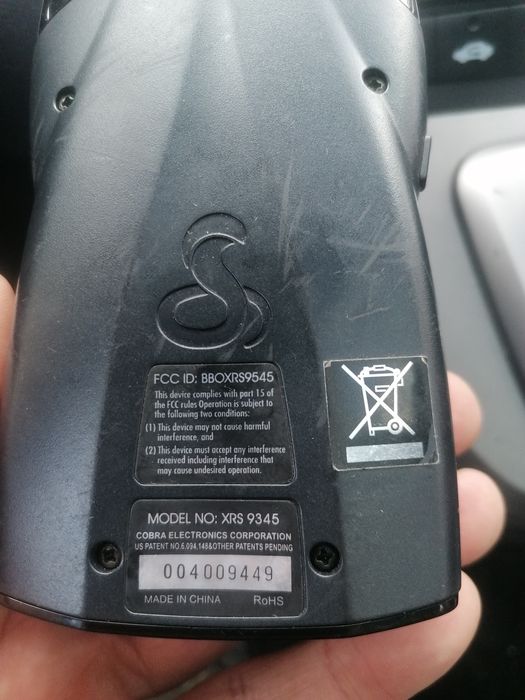 FCC ID: BBOXRS9545
This device complies with part 15 of
the FCC rules Operation is subject to
the following two conditions:
(1) This device may not cause harmful
interference, and
(2) This device must accept any interference
received including interference that
may cause undesired operation.
MODEL NO: XRS 9345
COBRA ELECTRONICS CORPORATION
US PATENT NO.6.094.148&OTHER PATENTS PENDING
004009449
MADE IN CHINA RoHS